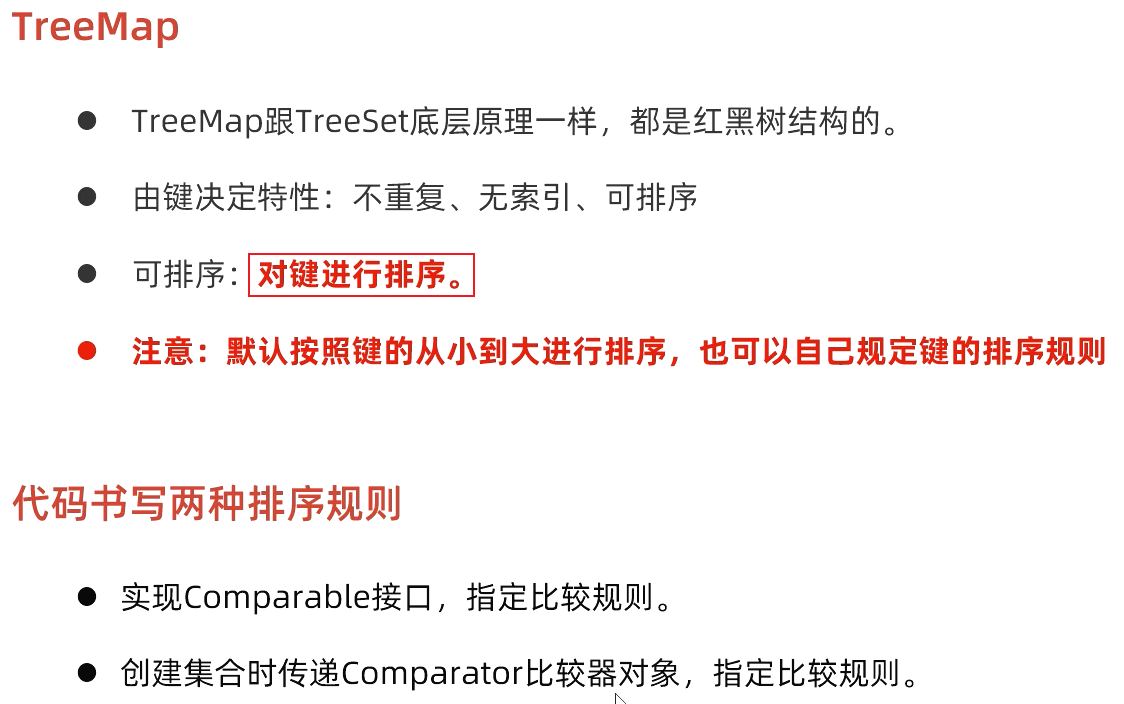 TreeMap
TreeMap跟TreeSet底层原理一样，都是红黑树结构的。
由键决定特性：不重复、无索引、可排序
可排序：对键进行排序。
注意：默认按照键的从小到大进行排序，也可以自己规定键的排序规则
代码书写两种排序规则
实现Comparable接口，指定比较规则。
创建集合时传递Comparator比较器对象，指定比较规则。